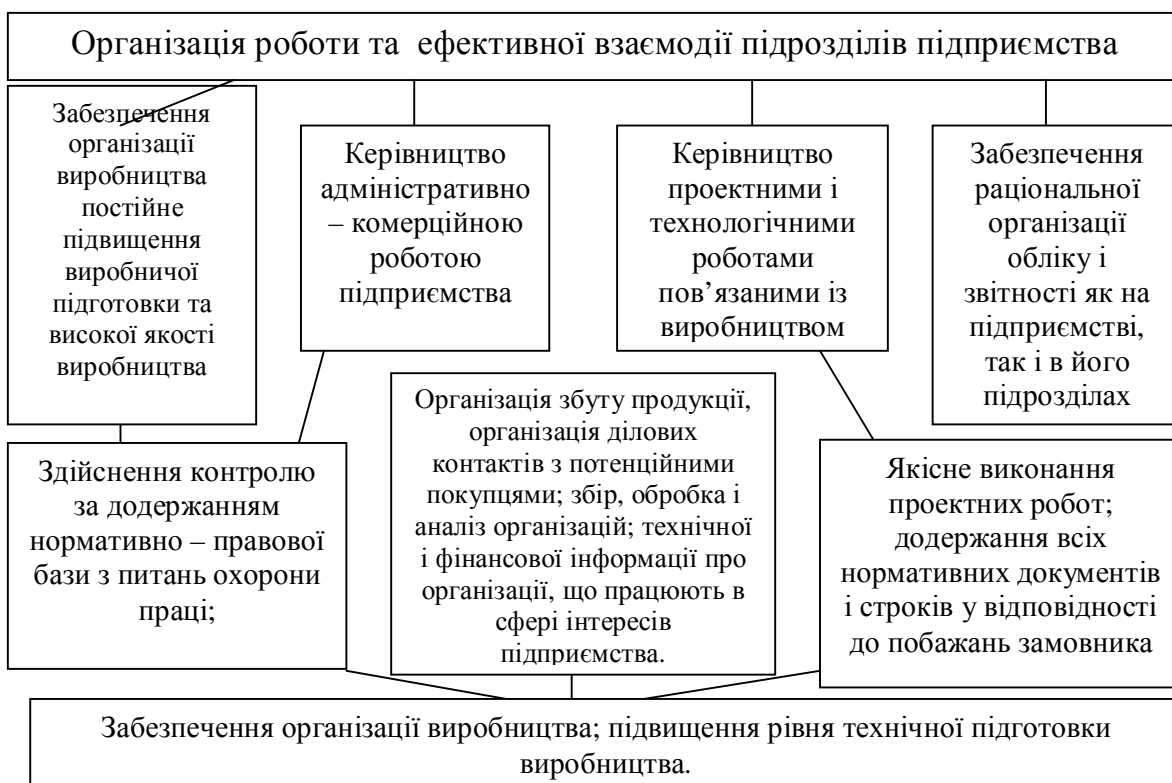 Організація роботи та ефективної взаємодії підрозділів підприємства
Забезпечення
організації
виробництва
постійне
підвищення
виробничої
підготовки та
високої якості
виробництва
Керівництво
адміністративно
– комерційною
роботою
підприємства
Керівництво
проектними і
технологічними
роботами
пов’язаними із
виробництвом
Забезпечення
раціональної
організації
обліку і
звітності як на
підприємстві,
так і в його
підрозділах
Здійснення контролю
за додержанням
нормативно – правової
бази з питань охорони
праці;
Організація збуту продукції,
організація ділових
контактів з потенційними
покупцями; збір, обробка і
аналіз організацій; технічної
і фінансової інформації про
організації, що працюють в
сфері інтересів
підприємства.
Якісне виконання
проектних робот;
додержання всіх
нормативних документів
і строків у відповідності
до побажань замовника
Забезпечення організації виробництва; підвищення рівня технічної підготовки
виробництва.